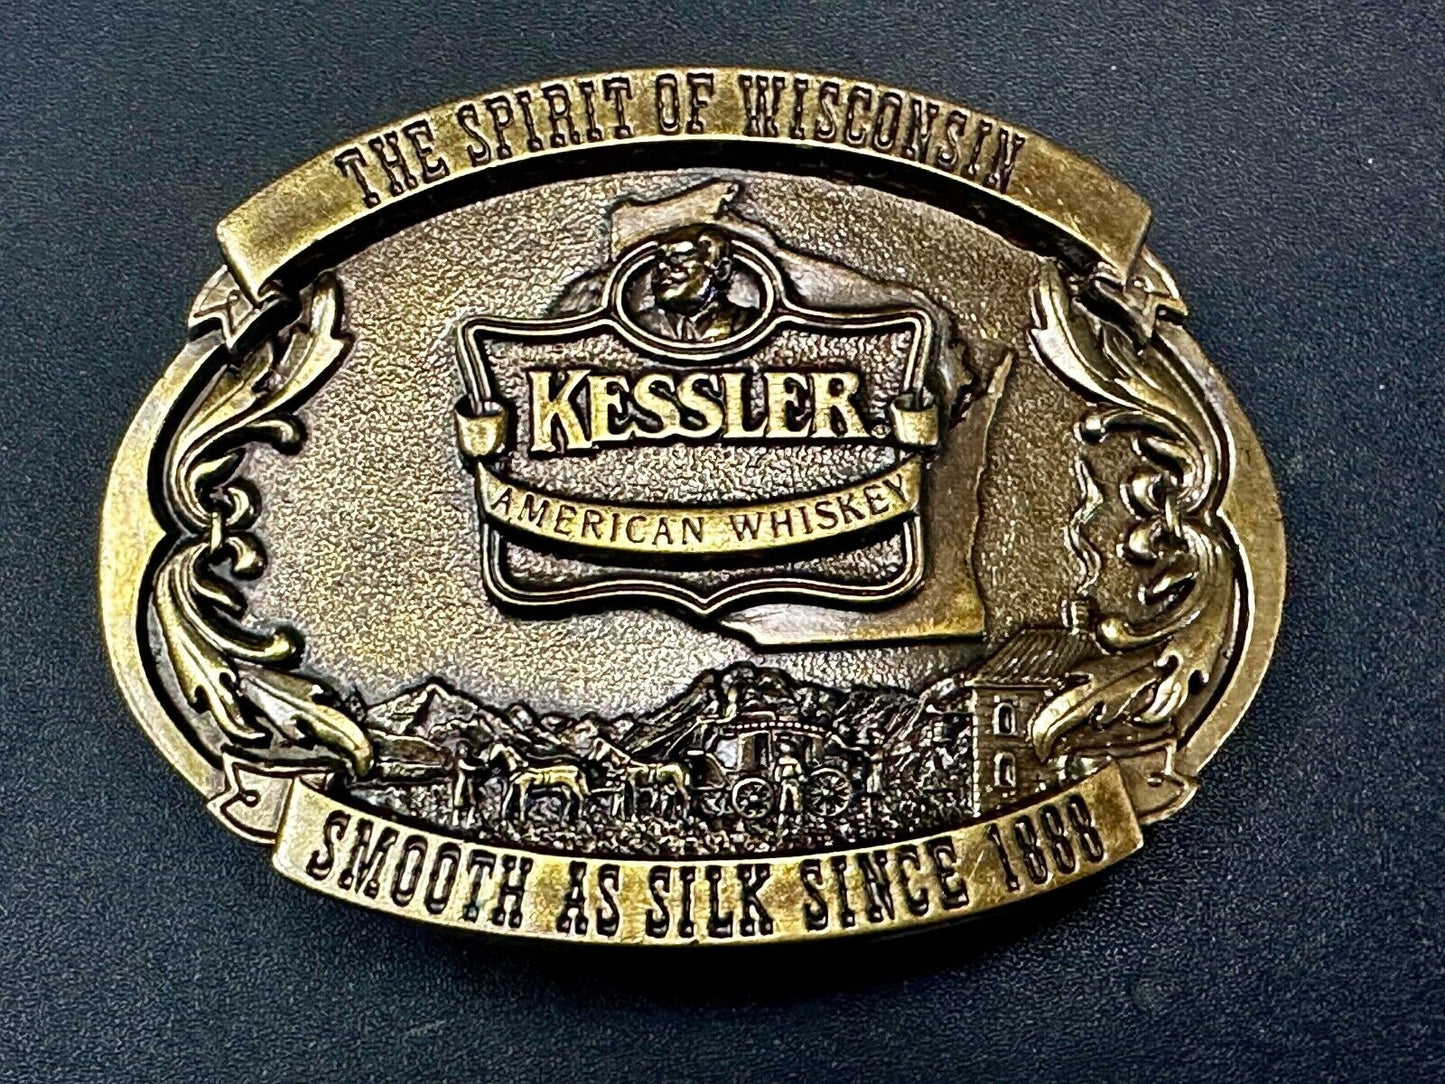 THE SPIRIT OF WISCONSIN
KESSLER®
AMERICAN WHISKEY
SMOOTH AS SILK SINCE 1888